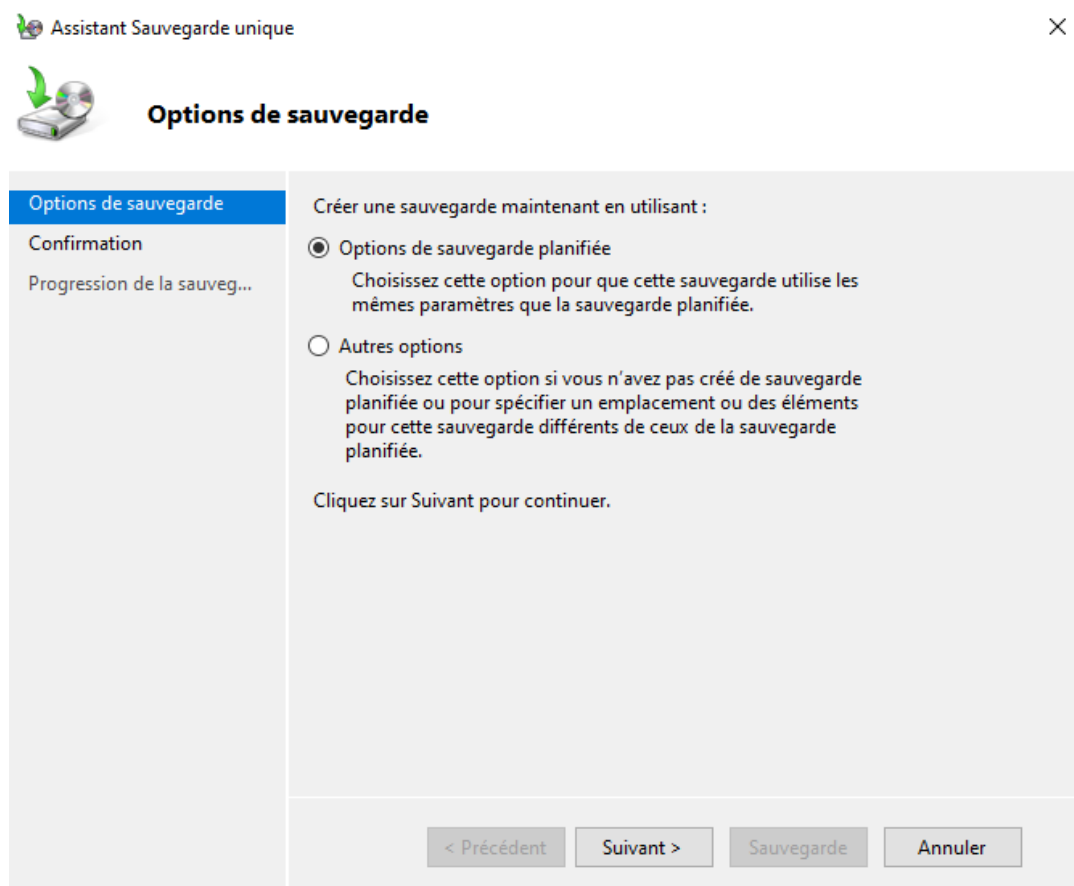 Assistant Sauvegarde unique
Options de sauvegarde
Options de sauvegarde
Confirmation
Progression de la sauveg...
Créer une sauvegarde maintenant en utilisant :
Options de sauvegarde planifiée
Choisissez cette option pour que cette sauvegarde utilise les
mêmes paramètres que la sauvegarde planifiée.
Autres options
Choisissez cette option si vous n'avez pas créé de sauvegarde
planifiée ou pour spécifier un emplacement ou des éléments
pour cette sauvegarde différents de ceux de la sauvegarde
planifiée.
Cliquez sur Suivant pour continuer.
< Précédent
Suivant >
Sauvegarde
Annuler